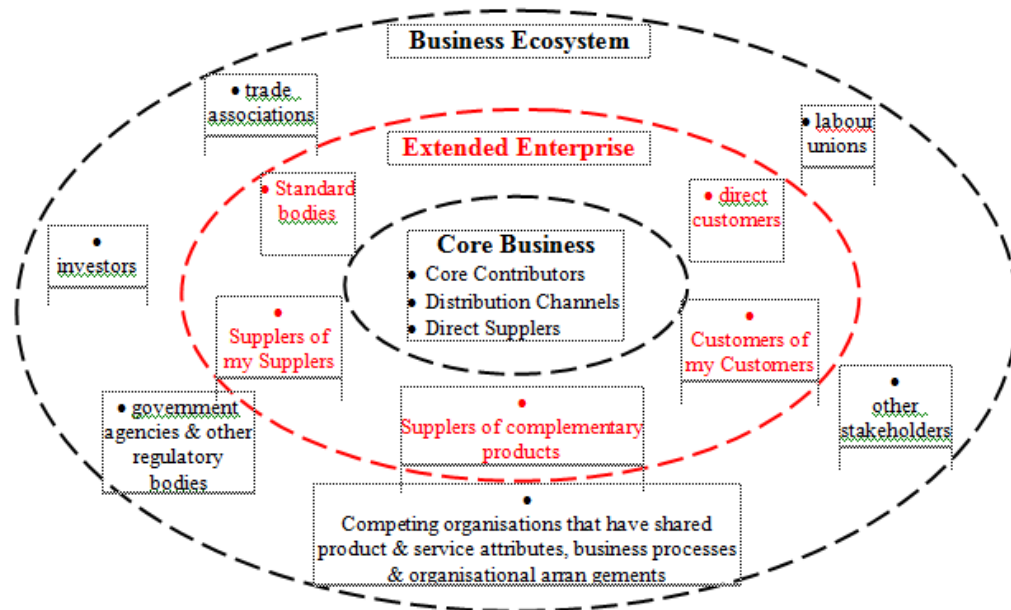 Business Ecosystem
• trade
associations
• labour
unions
Extended Enterprise
• Standard
bodies
• direct
customers
•
investors
Core Business
• Core Contributors
• Distribution Channels
• Direct Supplers
•
Supplers of
my Supplers
•
Customers of
my Customers
• government
agencies & other
regulatory
bodies
•
Supplers of complementary
products
•
other
stakeholders
•
Competing organisations that have shared
product & service attributes, business processes
& organisational arran gements